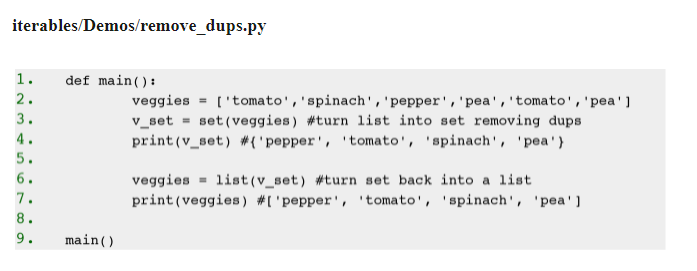 iterables/Demos/remove_dups.py
1. def main():
2. veggies = ['tomato','spinach','pepper','pea','tomato','pea']
3. v_set = set(veggies) #turn list into set removing dups
4. print(v_set) #{'pepper', 'tomato', 'spinach', 'pea'}
5.
6. veggies = list(v_set) #turn set back into a list
7. print(veggies) #['pepper', 'tomato', 'spinach', 'pea']
8.
9. main()